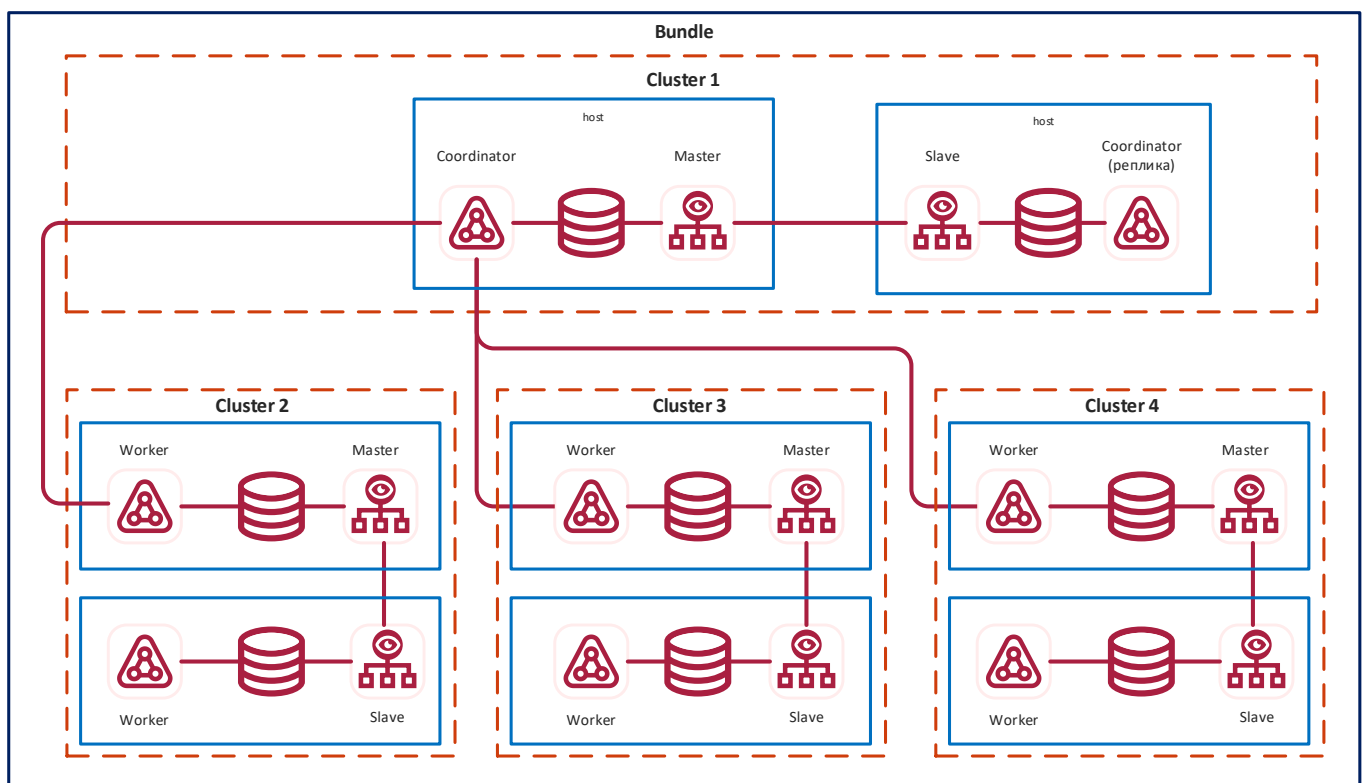 Bundle
Cluster 1
host
host
Coordinator
Master
Slave
Coordinator
(реплика)
Cluster 2
Cluster 3
Cluster 4
Worker
Master
Worker
Master
Worker
Master
Worker
Slave
Worker
Slave
Worker
Slave